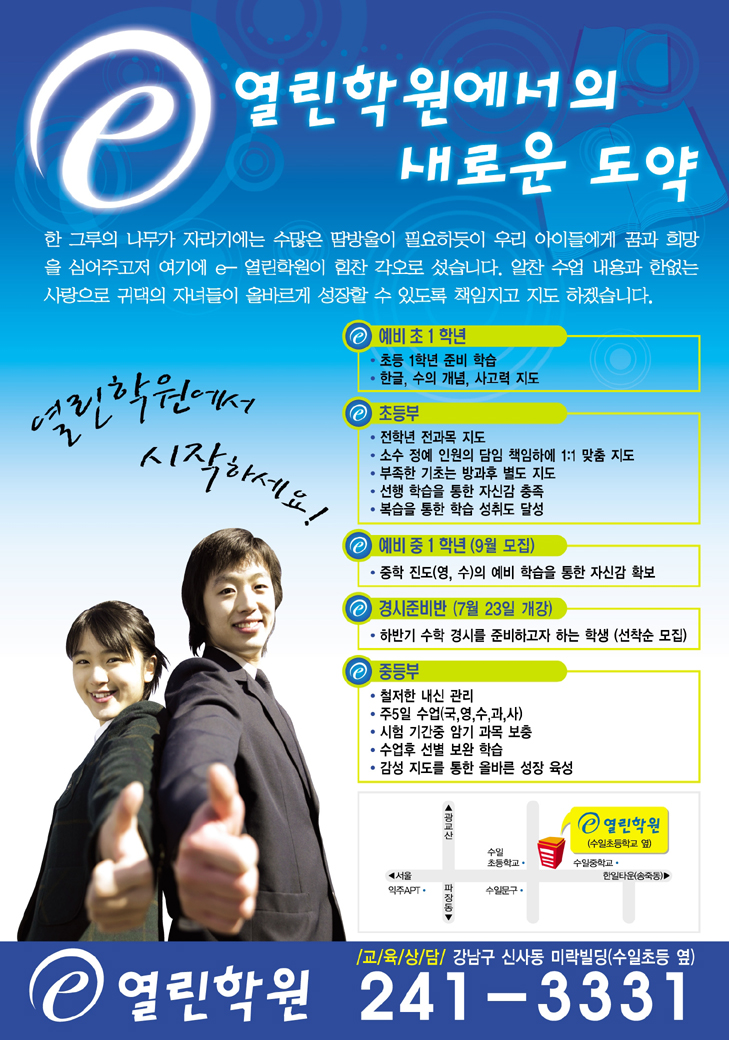 e 열린학원에서의
새로운 도약
한 그루의 나무가 자라기에는 수많은 땀방울이 필요하듯이 우리 아이들에게 꿈과 희망
을 심어주고저 여기에 e- 열린학원이 힘찬 각오로 섰습니다. 알찬 수업 내용과 한없는
사랑으로 귀댁의 자녀들이 올바르게 성장할 수 있도록 책임지고 지도 하겠습니다.
열린학원에서
시작하세요!
e 예비 초 1 학년
• 초등 1학년 준비 학습
• 한글, 수의 개념, 사고력 지도
e 초등부
• 전학년 전과목 지도
• 소수 정예 인원의 담임 책임하에 1:1 맞춤 지도
• 부족한 기초는 방과후 별도 지도
• 선행 학습을 통한 자신감 충족
• 복습을 통한 학습 성취도 달성
e 예비 중 1 학년 (9월 모집)
• 중학 진도(영, 수)의 예비 학습을 통한 자신감 확보
e 경시준비반 (7월 23일 개강)
• 하반기 수학 경시를 준비하고자 하는 학생 (선착순 모집)
e 중등부
• 철저한 내신 관리
• 주5일 수업(국,영,수,과,사)
• 시험 기간중 암기 과목 보충
• 수업후 선별 보완 학습
• 감성 지도를 통한 올바른 성장 육성
▲광교산
e 열린학원
(수일초등학교 옆)
수일
초등학교 •
수일중학교 •
◀서울
한일타운(송죽동)▶
익주APT •
파장동▼
수일문구 •
e 열린학원
/교/육/상/담/ 강남구 신사동 미락빌딩(수일초등 옆)
241-3331